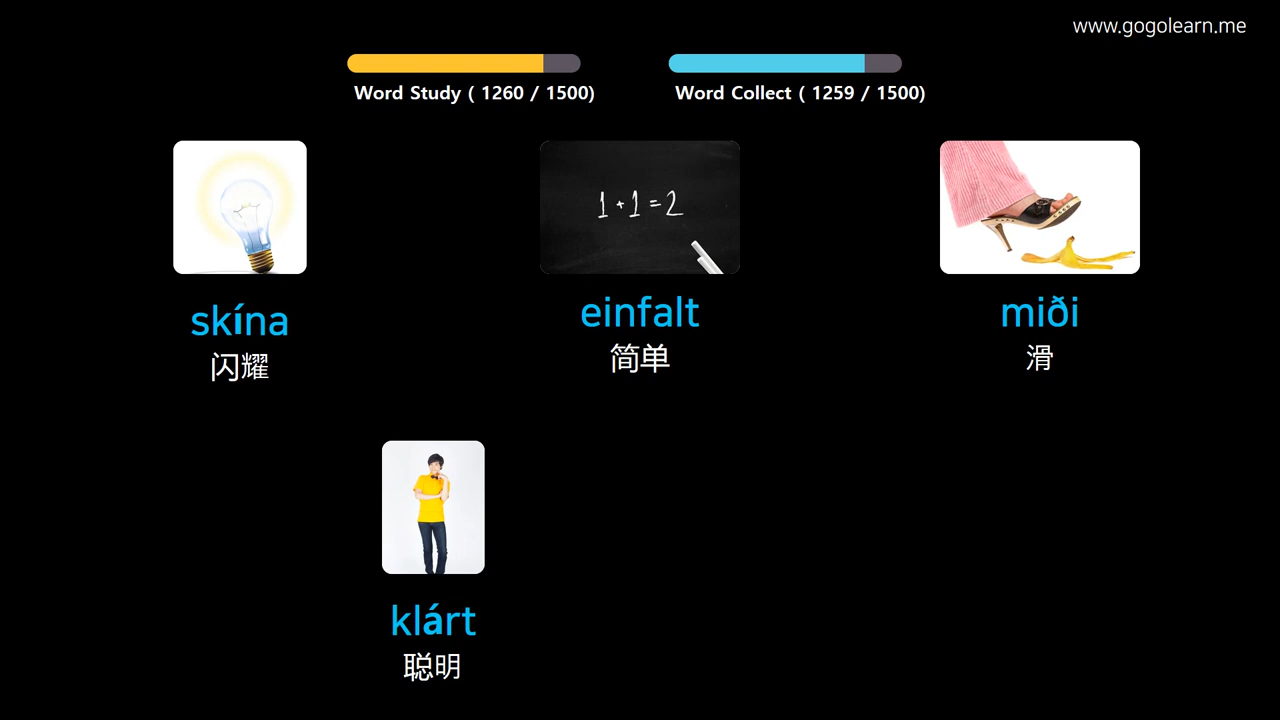 www.gogolearn.me
Word Study ( 1260 / 1500)
Word Collect ( 1259 / 1500)
1+1=2
skína
闪耀
einfalt
简单
miði
滑
klárt
聪明